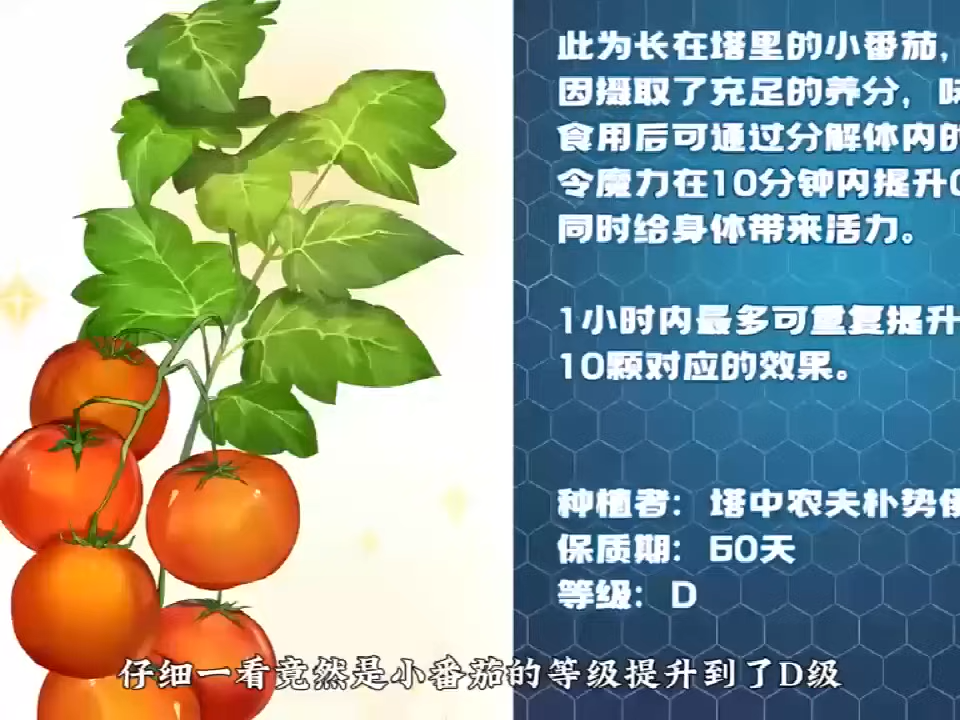 此为长在塔里的小番茄，
因摄取了充足的养分，味
食用后可通过分解体内的
令魔力在10分钟内提升0
同时给身体带来活力。
1小时内最多可重复提升
10颗对应的效果。
种植者：塔中农夫朴势俊
保质期：60天
等级：D
仔细一看竟然是小番茄的等级提升到了D级